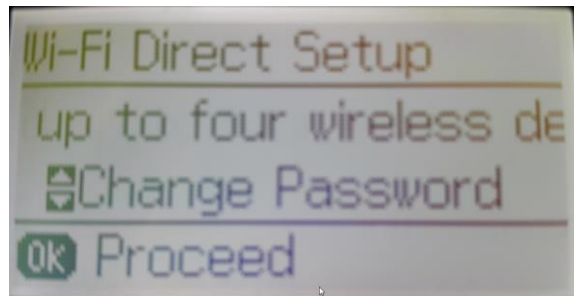 Wi-Fi Direct Setup
up to four wireless de
Change Password
OK Proceed